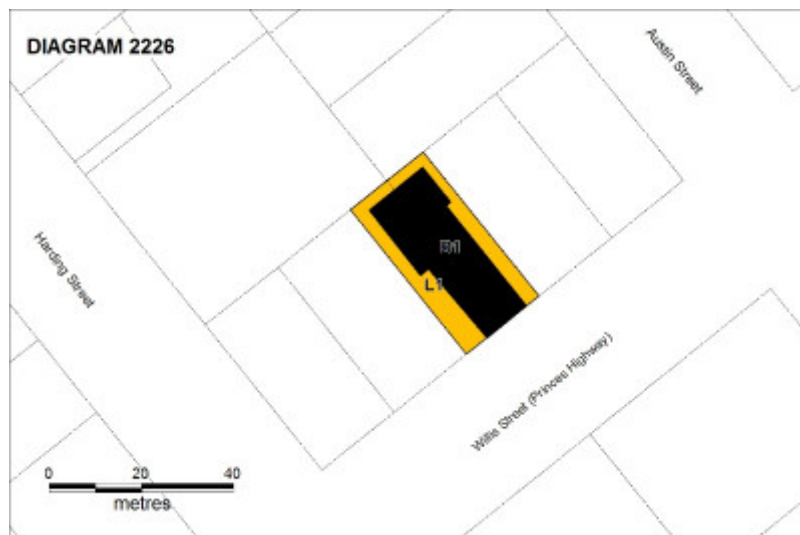 DIAGRAM 2226
Austin Street
Harding Street
B1
L1
Willis Street (Princes Highway)
0 20 40
metres